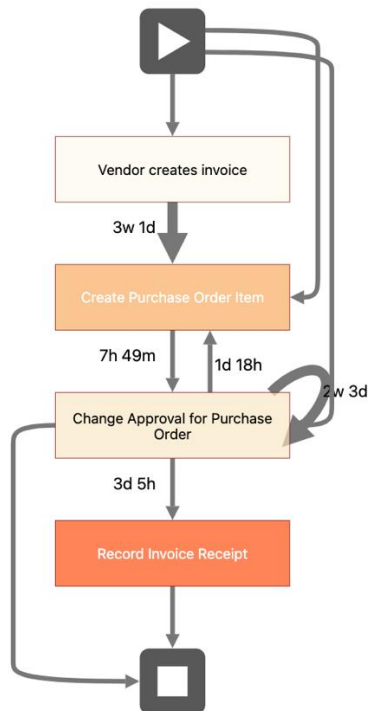 Vendor creates invoice
3w 1d
Create Purchase Order Item
7h 49m
1d 18h
2w 3d
Change Approval for Purchase
Order
3d 5h
Record Invoice Receipt